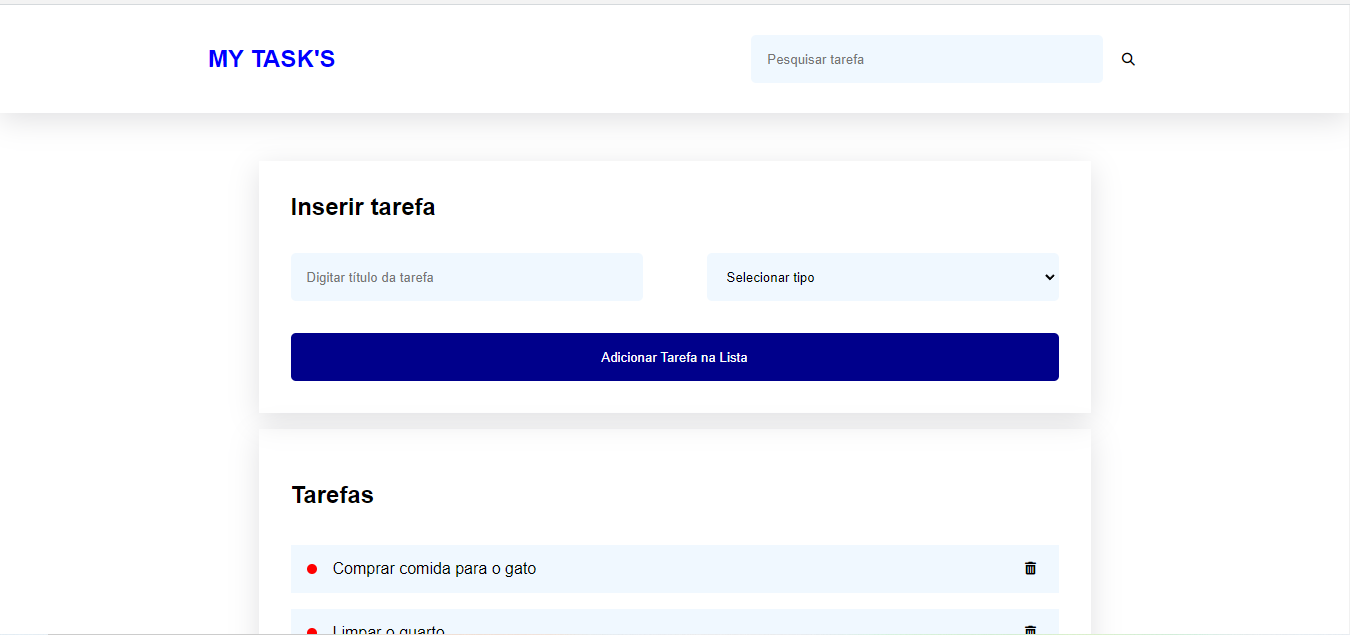 MY TASK'S
Pesquisar tarefa
Inserir tarefa
Digitar título da tarefa
Selecionar tipo
Adicionar Tarefa na Lista
Tarefas
Comprar comida para o gato
Limpar o quarto